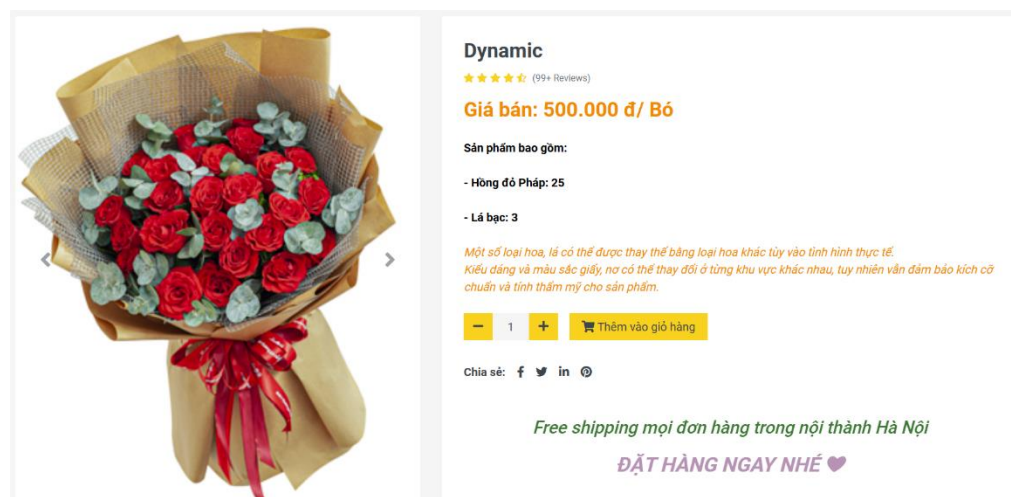 Dynamic
(99+ Reviews)
Giá bán: 500.000 đ/ Bó
Sản phẩm bao gồm:
- Hồng đỏ Pháp: 25
- Lá bạc: 3
Một số loại hoa, lá có thể được thay thế bằng loại hoa khác tùy vào tình hình thực tế.
Kiểu dáng và màu sắc giấy, nơ có thể thay đổi ở từng khu vực khác nhau, tuy nhiên vẫn đảm bảo kích cỡ
chuẩn và tính thẩm mỹ cho sản phẩm.
− 1 + Thêm vào giỏ hàng
Chia sẻ:
Free shipping mọi đơn hàng trong nội thành Hà Nội
ĐẶT HÀNG NGAY NHÉ